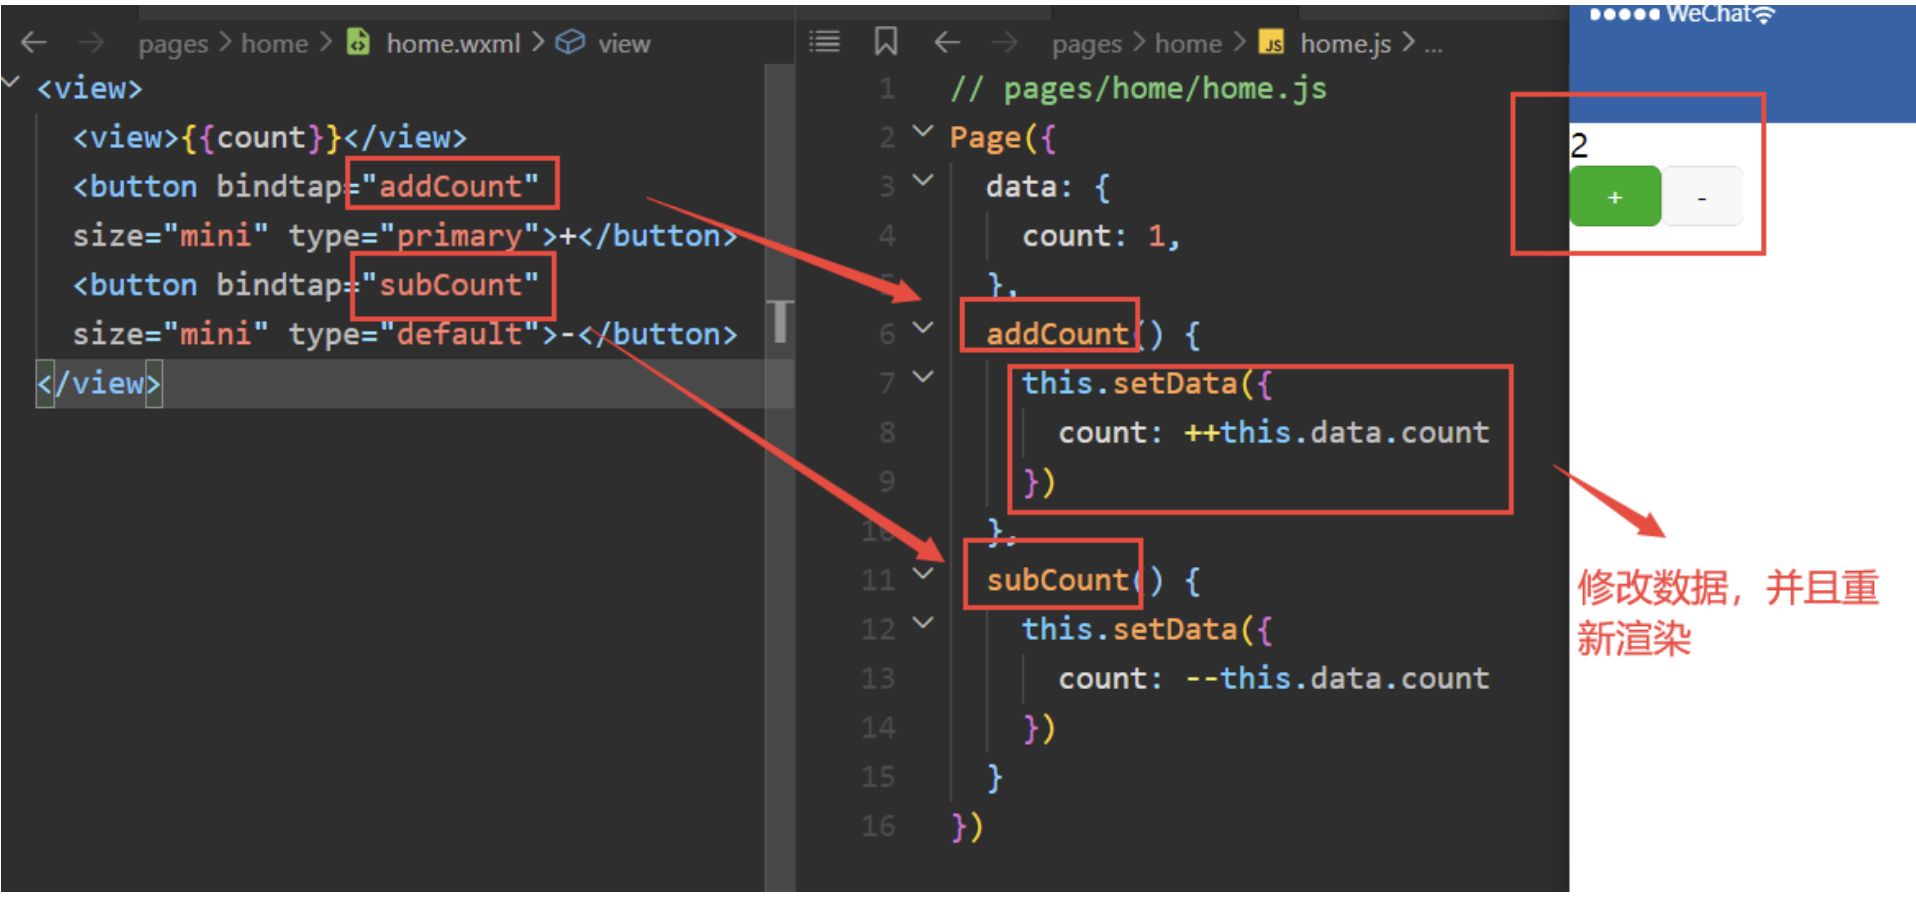 pages > home > home.wxml > view
<view>
<view>{{count}}</view>
<button bindtap="addCount"
size="mini" type="primary">+</button>
<button bindtap="subCount"
size="mini" type="default">-</button>
</view>
pages > home > JS home.js > ...
1 // pages/home/home.js
2 Page({
3 data: {
4 count: 1,
5 },
6 addCount() {
7 this.setData({
8 count: ++this.data.count
9 })
10 },
11 subCount() {
12 this.setData({
13 count: --this.data.count
14 })
15 }
16 })
WeChat
2
+ -
修改数据，并且重
新渲染